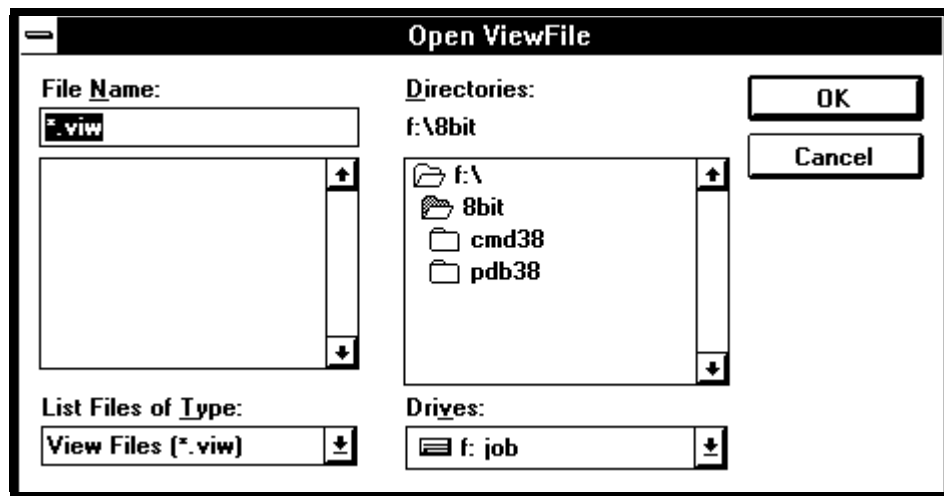 Open ViewFile
File Name:
*.viw
List Files of Type:
View Files (*.viw)
Directories:
f:\8bit
f:\
8bit
cmd38
pdb38
Drives:
f: job
OK
Cancel